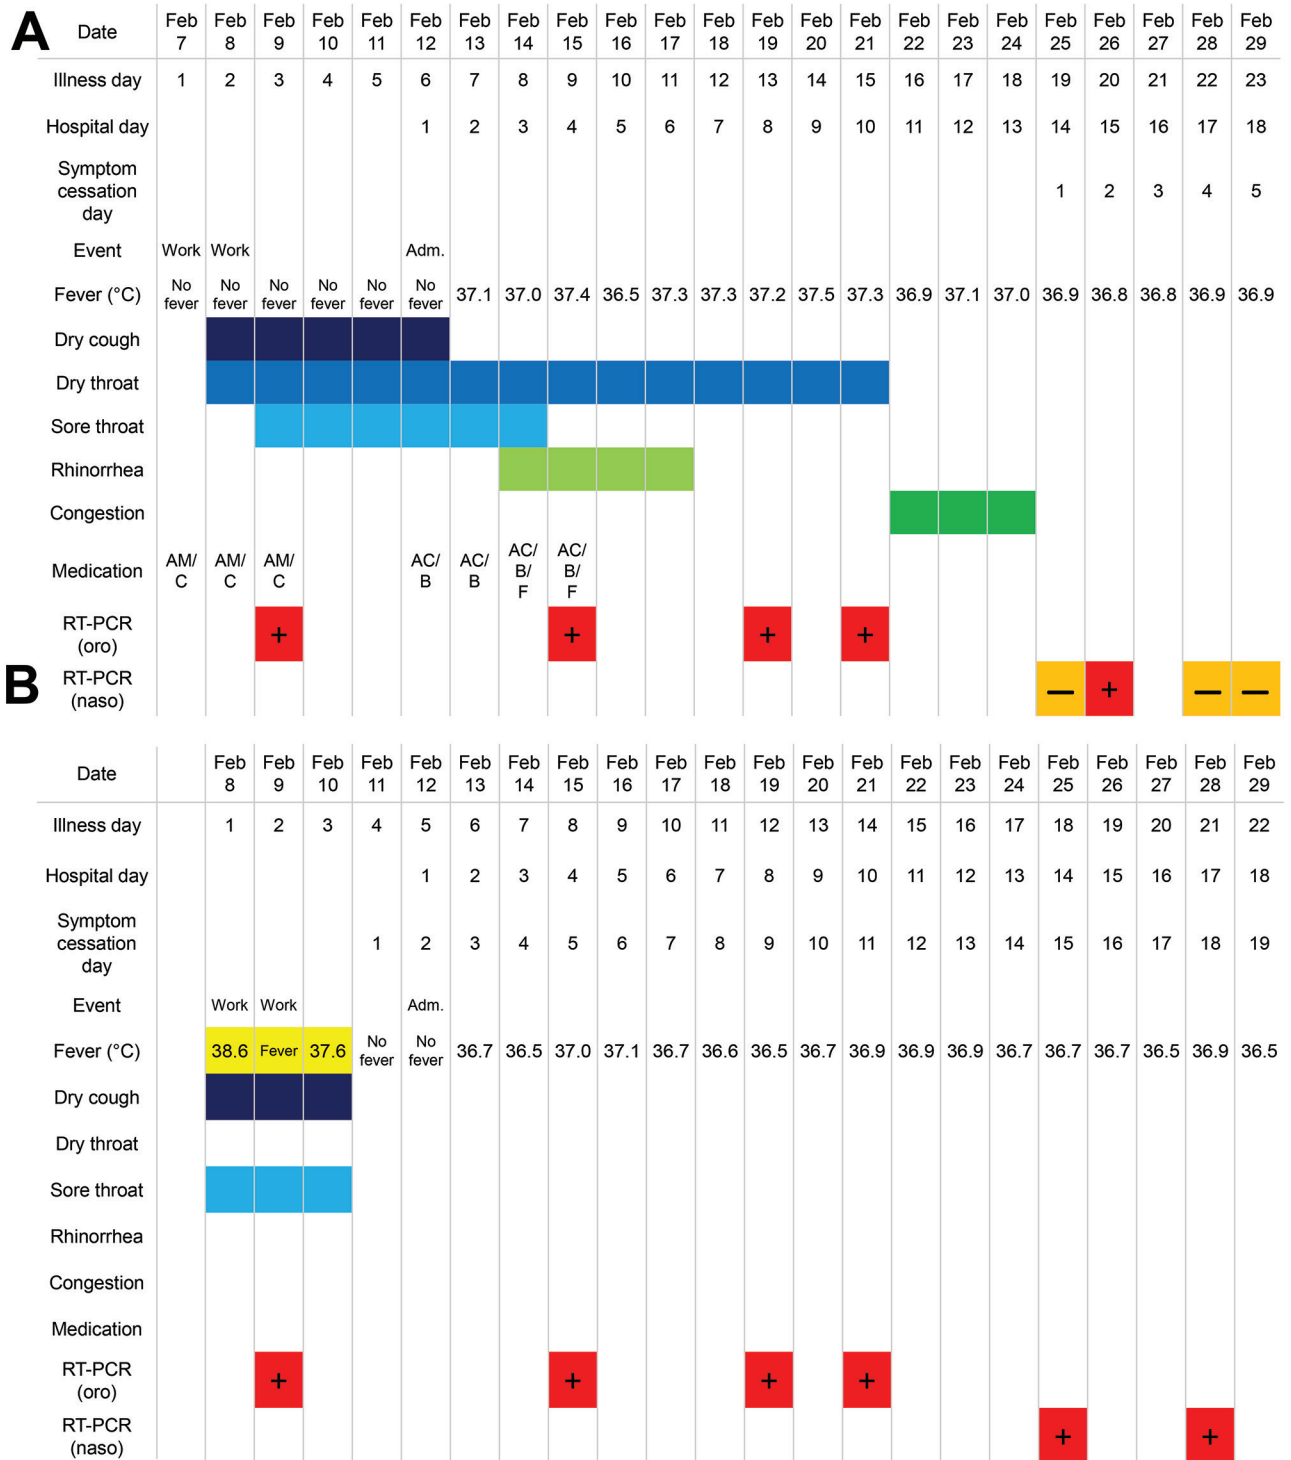 A
Date Feb 7 Feb 8 Feb 9 Feb 10 Feb 11 Feb 12 Feb 13 Feb 14 Feb 15 Feb 16 Feb 17 Feb 18 Feb 19 Feb 20 Feb 21 Feb 22 Feb 23 Feb 24 Feb 25 Feb 26 Feb 27 Feb 28 Feb 29
Illness day 1 2 3 4 5 6 7 8 9 10 11 12 13 14 15 16 17 18 19 20 21 22 23
Hospital day 1 2 3 4 5 6 7 8 9 10 11 12 13 14 15 16 17 18
Symptom cessation day 1 2 3 4 5
Event Work Work Adm.
Fever (°C) No fever No fever No fever No fever No fever No fever 37.1 37.0 37.4 36.5 37.3 37.3 37.2 37.5 37.3 36.9 37.1 37.0 36.9 36.8 36.8 36.9 36.9
Dry cough
Dry throat
Sore throat
Rhinorrhea
Congestion
Medication AM/C AM/C AM/C AC/B AC/B AC/B/F AC/B/F
RT-PCR (oro) + + + +
B
RT-PCR (naso) — + — —
Date Feb 8 Feb 9 Feb 10 Feb 11 Feb 12 Feb 13 Feb 14 Feb 15 Feb 16 Feb 17 Feb 18 Feb 19 Feb 20 Feb 21 Feb 22 Feb 23 Feb 24 Feb 25 Feb 26 Feb 27 Feb 28 Feb 29
Illness day 1 2 3 4 5 6 7 8 9 10 11 12 13 14 15 16 17 18 19 20 21 22
Hospital day 1 2 3 4 5 6 7 8 9 10 11 12 13 14 15 16 17 18
Symptom cessation day 1 2 3 4 5 6 7 8 9 10 11 12 13 14 15 16 17 18 19
Event Work Work Adm.
Fever (°C) 38.6 Fever 37.6 No fever No fever 36.7 36.5 37.0 37.1 36.7 36.6 36.5 36.7 36.9 36.9 36.9 36.7 36.7 36.7 36.5 36.9 36.5
Dry cough
Dry throat
Sore throat
Rhinorrhea
Congestion
Medication
RT-PCR (oro) + + + +
RT-PCR (naso) + +